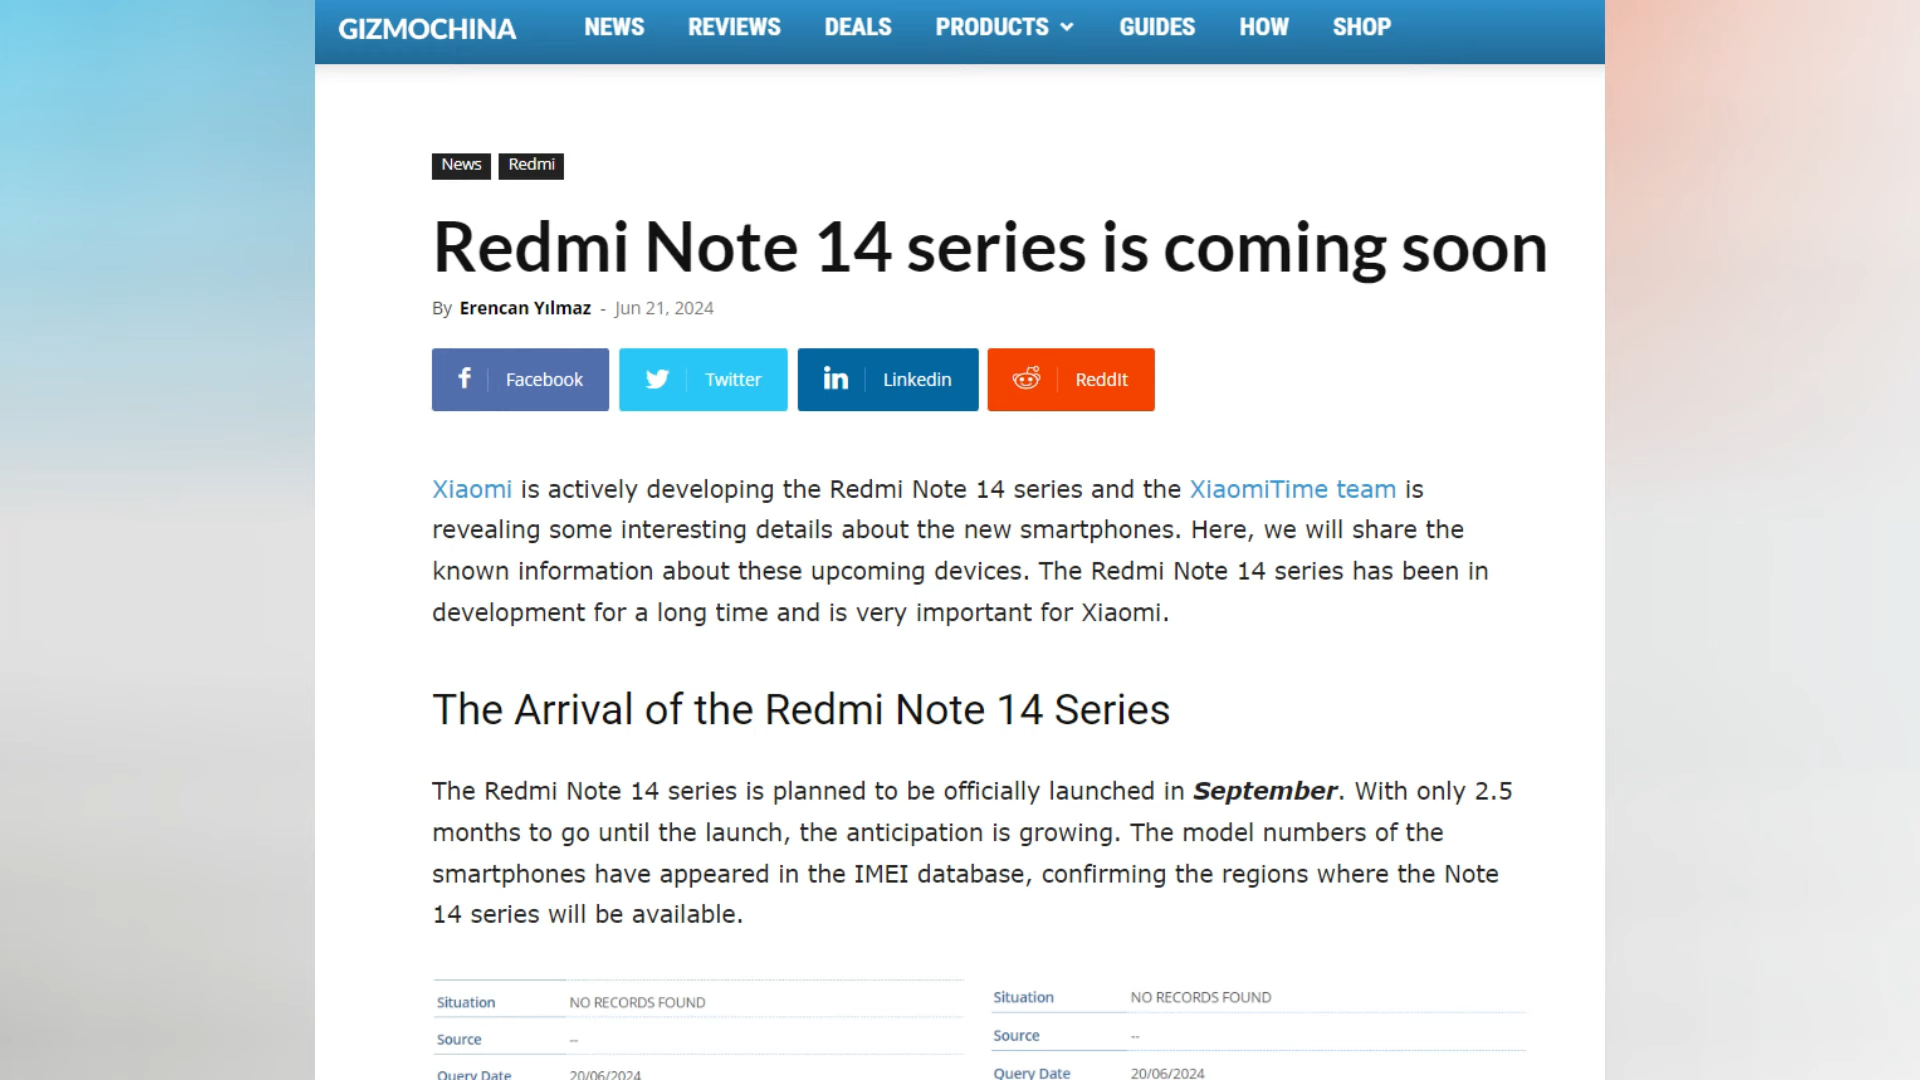 GIZMOCHINA NEWS REVIEWS DEALS PRODUCTS GUIDES HOW SHOP
News Redmi
Redmi Note 14 series is coming soon
By Erencan Yılmaz - Jun 21, 2024
Facebook Twitter Linkedin ReddIt
Xiaomi is actively developing the Redmi Note 14 series and the XiaomiTime team is
revealing some interesting details about the new smartphones. Here, we will share the
known information about these upcoming devices. The Redmi Note 14 series has been in
development for a long time and is very important for Xiaomi.
The Arrival of the Redmi Note 14 Series
The Redmi Note 14 series is planned to be officially launched in September. With only 2.5
months to go until the launch, the anticipation is growing. The model numbers of the
smartphones have appeared in the IMEI database, confirming the regions where the Note
14 series will be available.
Situation NO RECORDS FOUND
Source --
Query Date 20/06/2024
Situation NO RECORDS FOUND
Source --
Query Date 20/06/2024